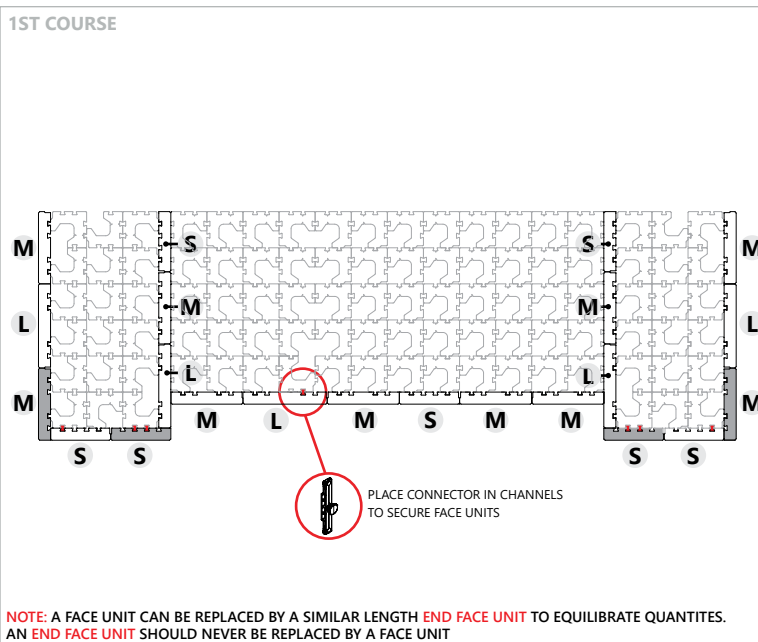 1ST COURSE
M S S M
M M
L L
L L
M M
M L M S M M
S S S S
PLACE CONNECTOR IN CHANNELS
TO SECURE FACE UNITS
NOTE: A FACE UNIT CAN BE REPLACED BY A SIMILAR LENGTH END FACE UNIT TO EQUILIBRATE QUANTITES.
AN END FACE UNIT SHOULD NEVER BE REPLACED BY A FACE UNIT